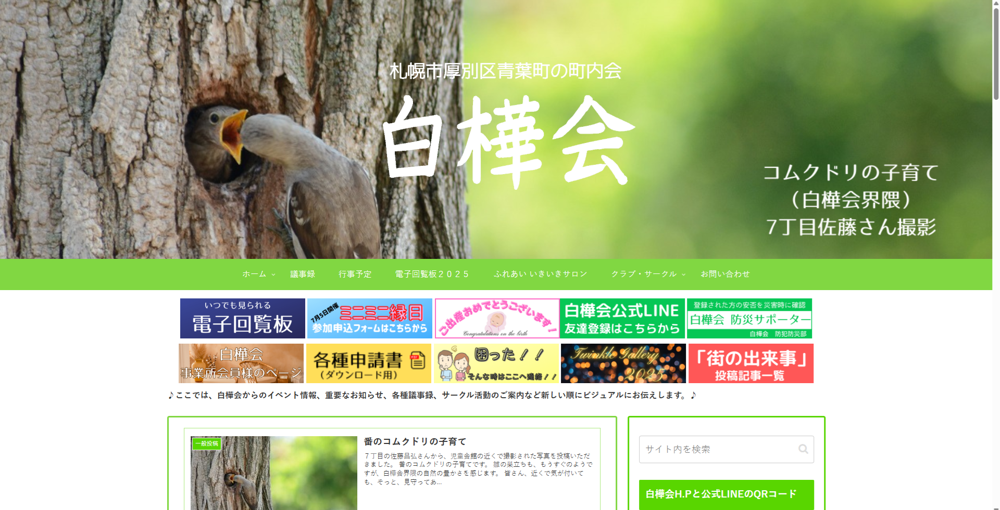 札幌市厚別区青葉町の町内会
白樺会
コムクドリの子育て
（白樺会界隈）
7丁目佐藤さん撮影
ホーム
議事録
行事予定
電子回覧板２０２５
ふれあい いきいきサロン
クラブ・サークル
お問い合わせ
いつでも見られる
電子回覧板
7月5日開催
ミニミニ縁日
参加申込フォームはこちらから
ご出産おめでとうございます！
Congratulations on the birth
白樺会公式LINE
友達登録はこちらから
登録された方の安否を災害時に確認
白樺会 防災サポーター
白樺会 防犯防災部
白樺会
事業所会員様のページ
各種申請書
PDF
（ダウンロード用）
困った！！
そんな時はここへ連絡！！
Twinkle Gallery
2025
「街の出来事」
投稿記事一覧
♪ここでは、白樺会からのイベント情報、重要なお知らせ、各種議事録、サークル活動のご案内など新しい順にビジュアルにお伝えします。♪
一般投稿
番のコムクドリの子育て
７丁目の佐藤昌弘さんから、児童会館の近くで撮影された写真を投稿いただ
きました。 番のコムクドリの子育てです。 雛の巣立ちも、もうすぐのようで
すが、白樺会界隈の自然の豊かさを感じます。 皆さん、近くで気が付いて
も、そっと、見守ってあ...
サイト内を検索
白樺会H.Pと公式LINEのQRコード